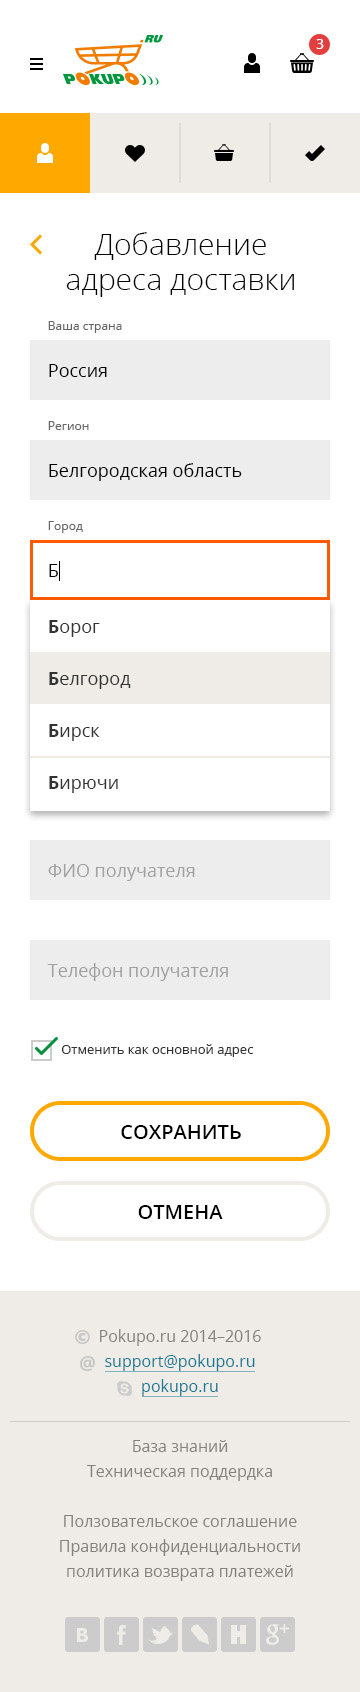 .RU
POKUPO
3
Добавление
адреса доставки
Ваша страна
Россия
Регион
Белгородская область
Город
Б
Борог
Белгород
Бирск
Бирючи
ФИО получателя
Телефон получателя
Отменить как основной адрес
СОХРАНИТЬ
ОТМЕНА
© Pokupo.ru 2014–2016
@ support@pokupo.ru
pokupo.ru
База знаний
Техническая поддердка
Ползовательское соглашение
Правила конфиденциальности
политика возврата платежей
В f H g+